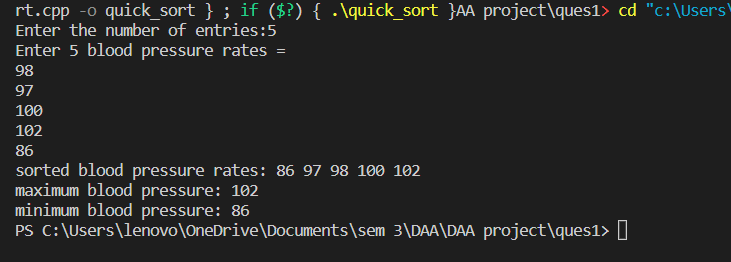 rt.cpp -o quick_sort } ; if ($?) { .\quick_sort }AA project\ques1> cd "c:\Users\
Enter the number of entries:5
Enter 5 blood pressure rates =
98
97
100
102
86
sorted blood pressure rates: 86 97 98 100 102
maximum blood pressure: 102
minimum blood pressure: 86
PS C:\Users\lenovo\OneDrive\Documents\sem 3\DAA\DAA project\ques1>